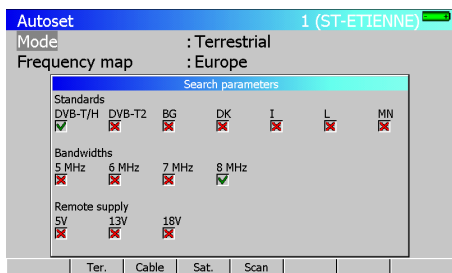 Autoset 1 (ST-ETIENNE)
Mode : Terrestrial
Frequency map : Europe
Search parameters
Standards
DVB-T/H DVB-T2 BG DK I L MN
Bandwidths
5 MHz 6 MHz 7 MHz 8 MHz
Remote supply
5V 13V 18V
Ter. Cable Sat. Scan